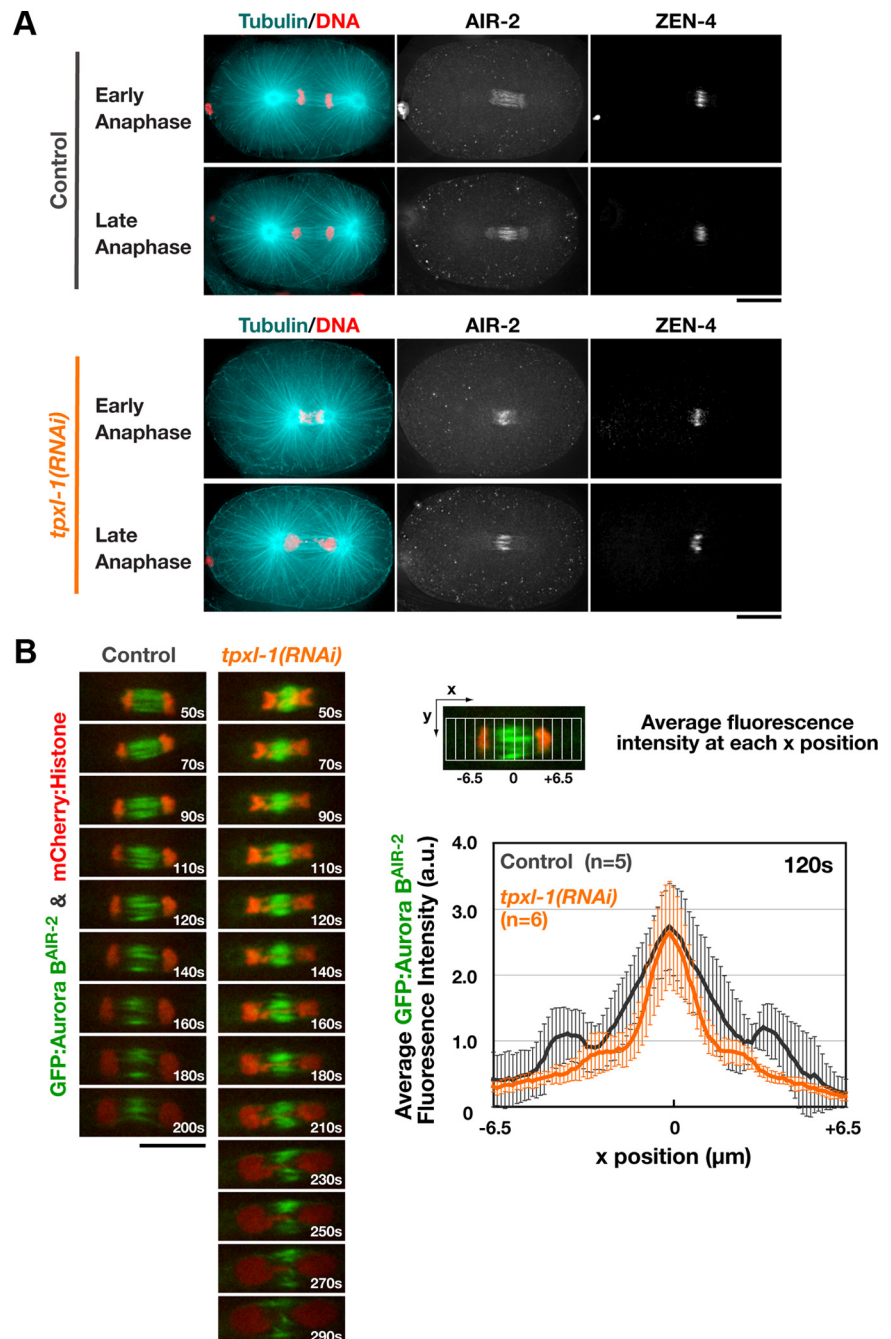 A
Tubulin/DNA
AIR-2
ZEN-4
Control
Early
Anaphase
Late
Anaphase
Tubulin/DNA
AIR-2
ZEN-4
tpxl-1(RNAi)
Early
Anaphase
Late
Anaphase
B
Control
tpxl-1(RNAi)
GFP:Aurora B^AIR-2 & mCherry:Histone
50s
70s
90s
110s
120s
140s
160s
180s
200s
50s
70s
90s
110s
120s
140s
160s
180s
210s
230s
250s
270s
290s
x
y
-6.5
0
+6.5
Average fluorescence
intensity at each x position
Average GFP:Aurora B^AIR-2
Fluoresence Intensity (a.u.)
4.0
3.0
2.0
1.0
0
Control (n=5)
tpxl-1(RNAi)
(n=6)
120s
-6.5
0
+6.5
x position (µm)